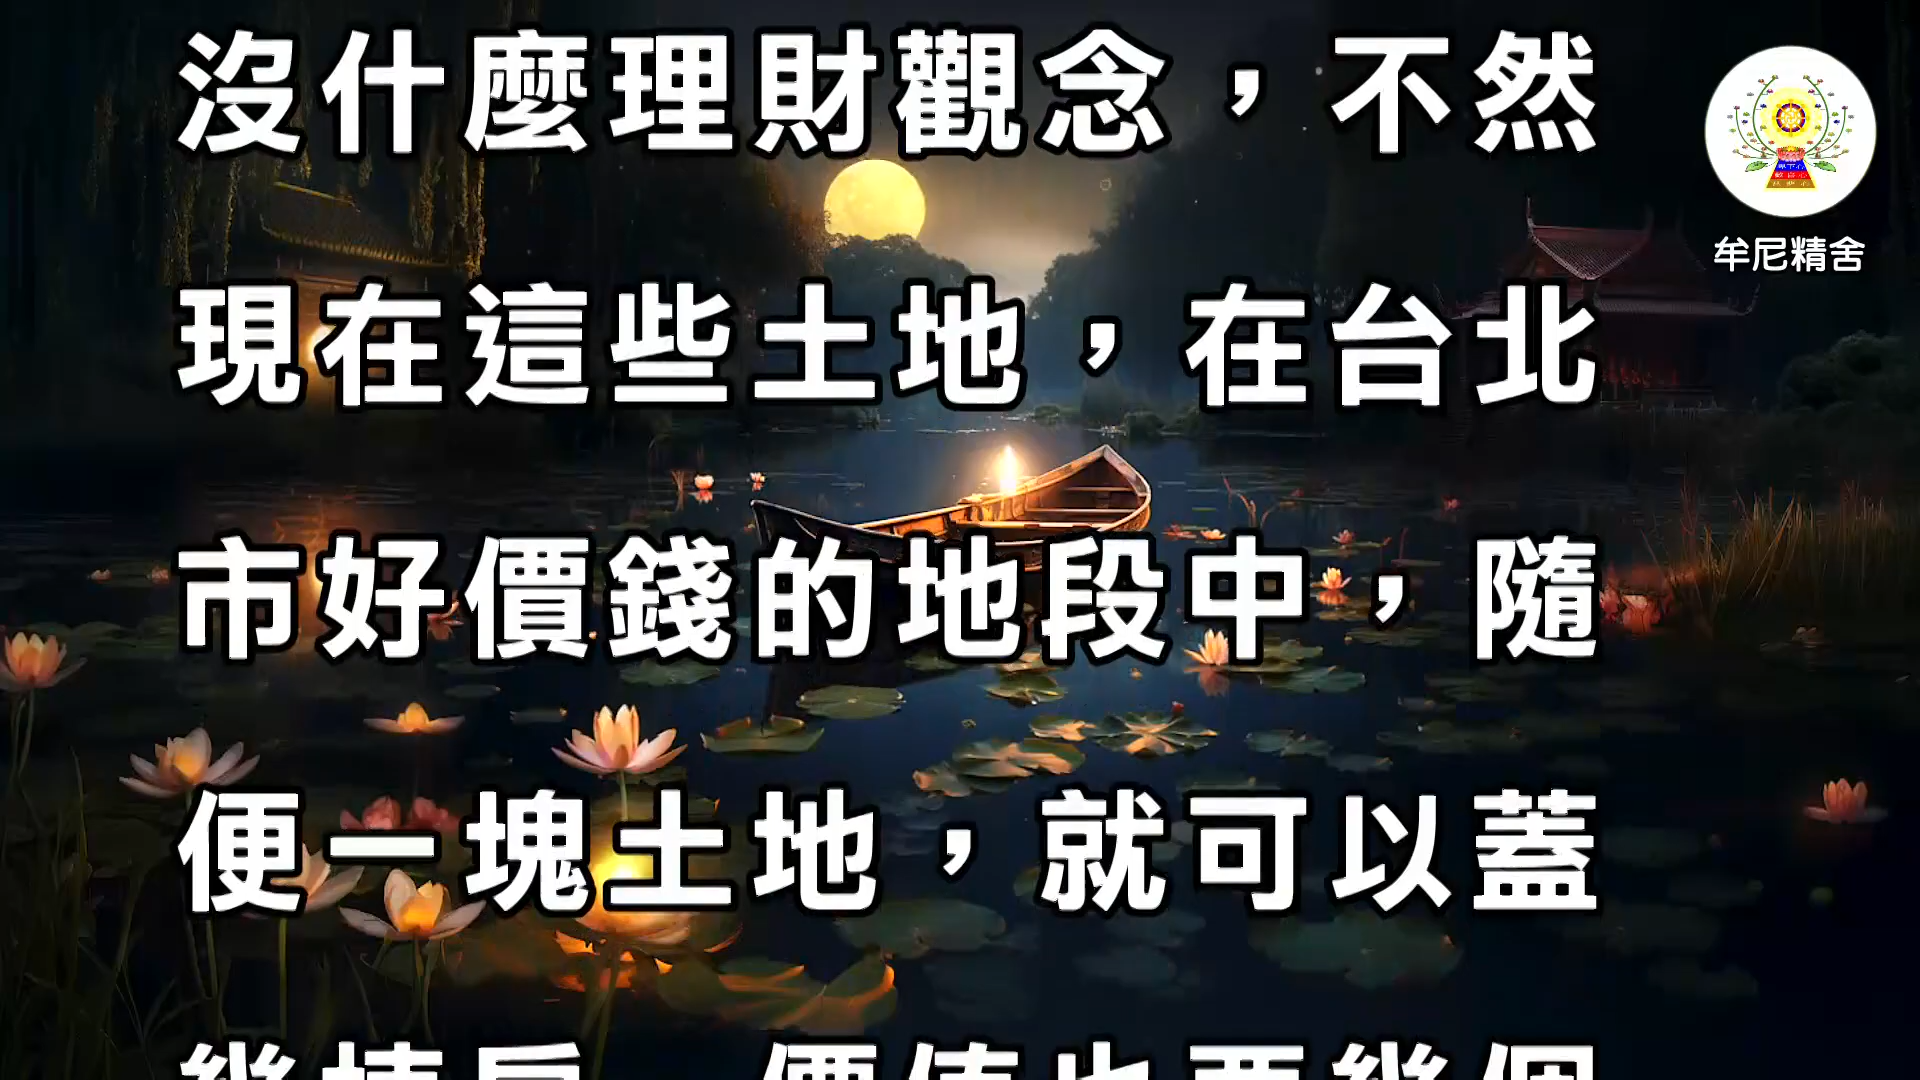 沒什麼理財觀念，不然
現在這些土地，在台北
市好價錢的地段中，隨
便一塊土地，就可以蓋
牟尼精舍